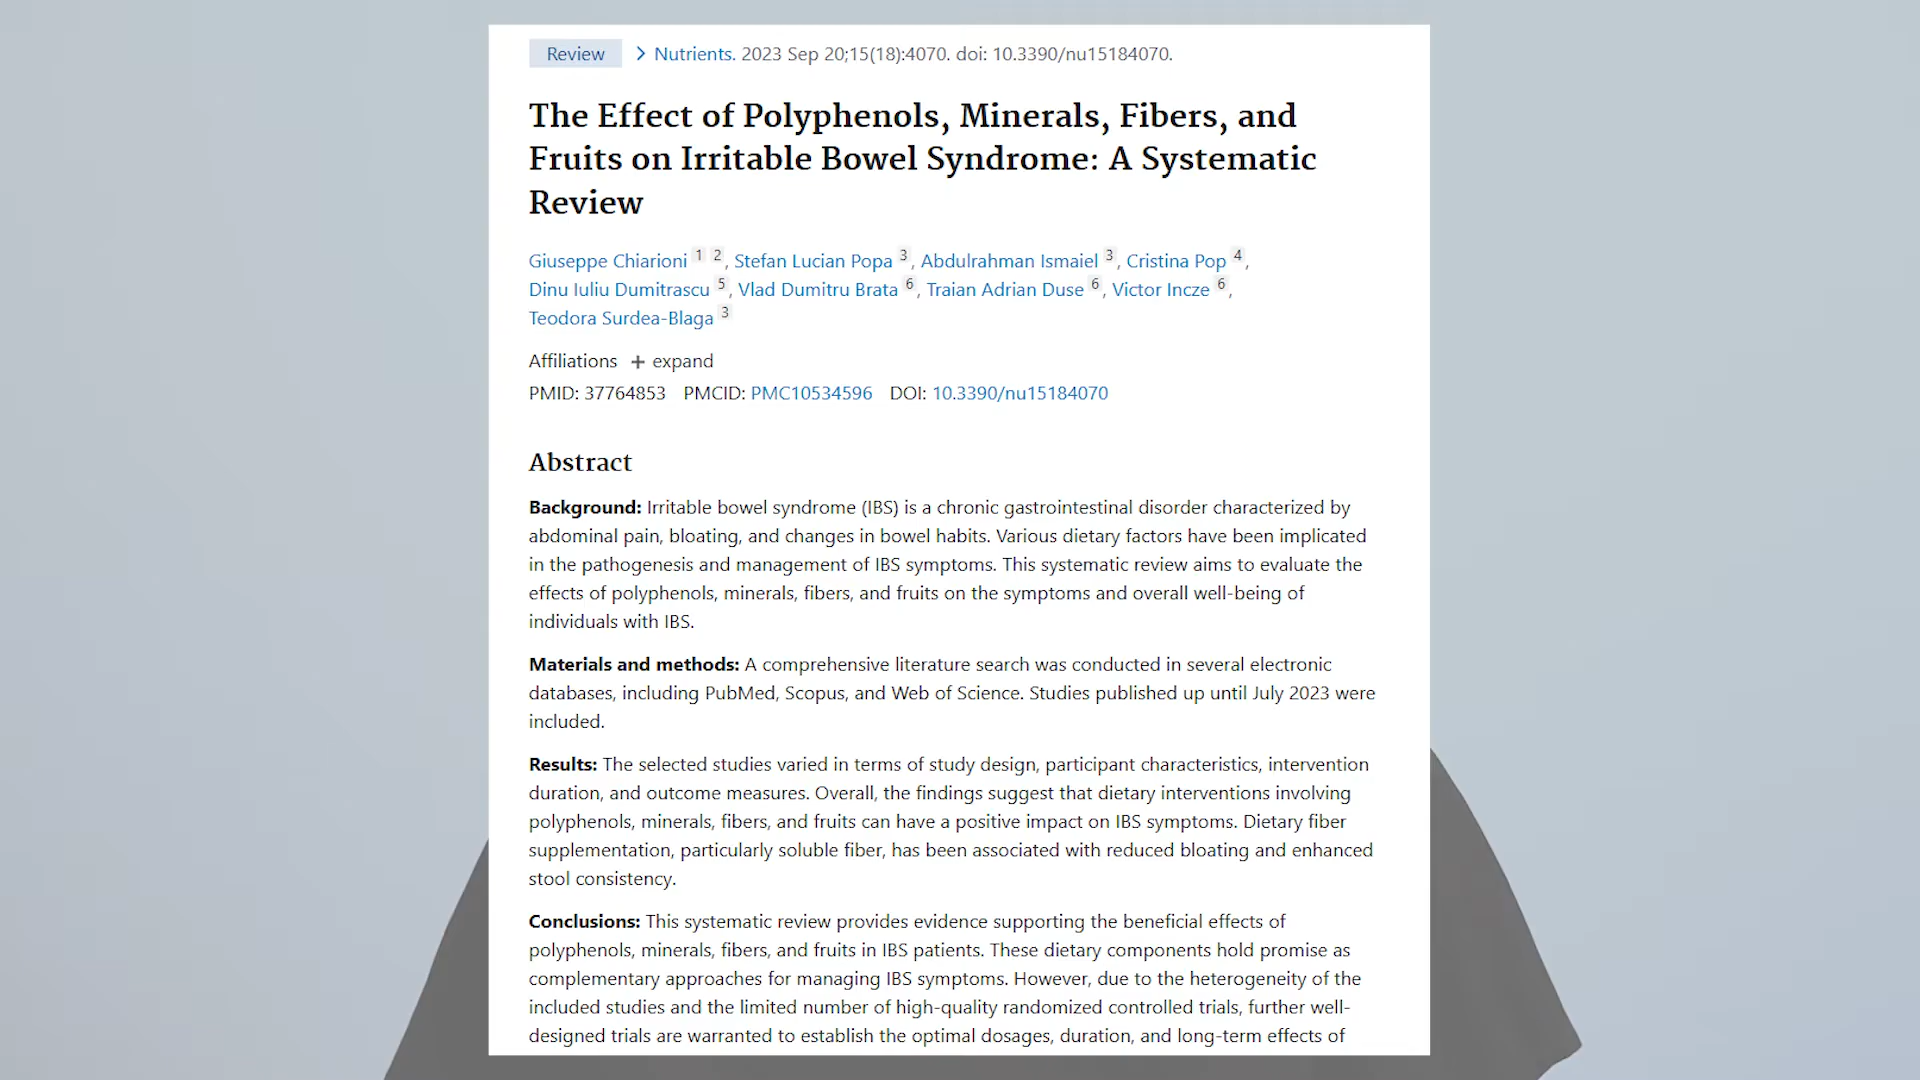 Review > Nutrients. 2023 Sep 20;15(18):4070. doi: 10.3390/nu15184070.
The Effect of Polyphenols, Minerals, Fibers, and
Fruits on Irritable Bowel Syndrome: A Systematic
Review
Giuseppe Chiarioni 1 2, Stefan Lucian Popa 3, Abdulrahman Ismaiel 3, Cristina Pop 4,
Dinu Iuliu Dumitrascu 5, Vlad Dumitru Brata 6, Traian Adrian Duse 6, Victor Incze 6,
Teodora Surdea-Blaga 3
Affiliations + expand
PMID: 37764853 PMCID: PMC10534596 DOI: 10.3390/nu15184070
Abstract
Background: Irritable bowel syndrome (IBS) is a chronic gastrointestinal disorder characterized by
abdominal pain, bloating, and changes in bowel habits. Various dietary factors have been implicated
in the pathogenesis and management of IBS symptoms. This systematic review aims to evaluate the
effects of polyphenols, minerals, fibers, and fruits on the symptoms and overall well-being of
individuals with IBS.
Materials and methods: A comprehensive literature search was conducted in several electronic
databases, including PubMed, Scopus, and Web of Science. Studies published up until July 2023 were
included.
Results: The selected studies varied in terms of study design, participant characteristics, intervention
duration, and outcome measures. Overall, the findings suggest that dietary interventions involving
polyphenols, minerals, fibers, and fruits can have a positive impact on IBS symptoms. Dietary fiber
supplementation, particularly soluble fiber, has been associated with reduced bloating and enhanced
stool consistency.
Conclusions: This systematic review provides evidence supporting the beneficial effects of
polyphenols, minerals, fibers, and fruits in IBS patients. These dietary components hold promise as
complementary approaches for managing IBS symptoms. However, due to the heterogeneity of the
included studies and the limited number of high-quality randomized controlled trials, further well-
designed trials are warranted to establish the optimal dosages, duration, and long-term effects of